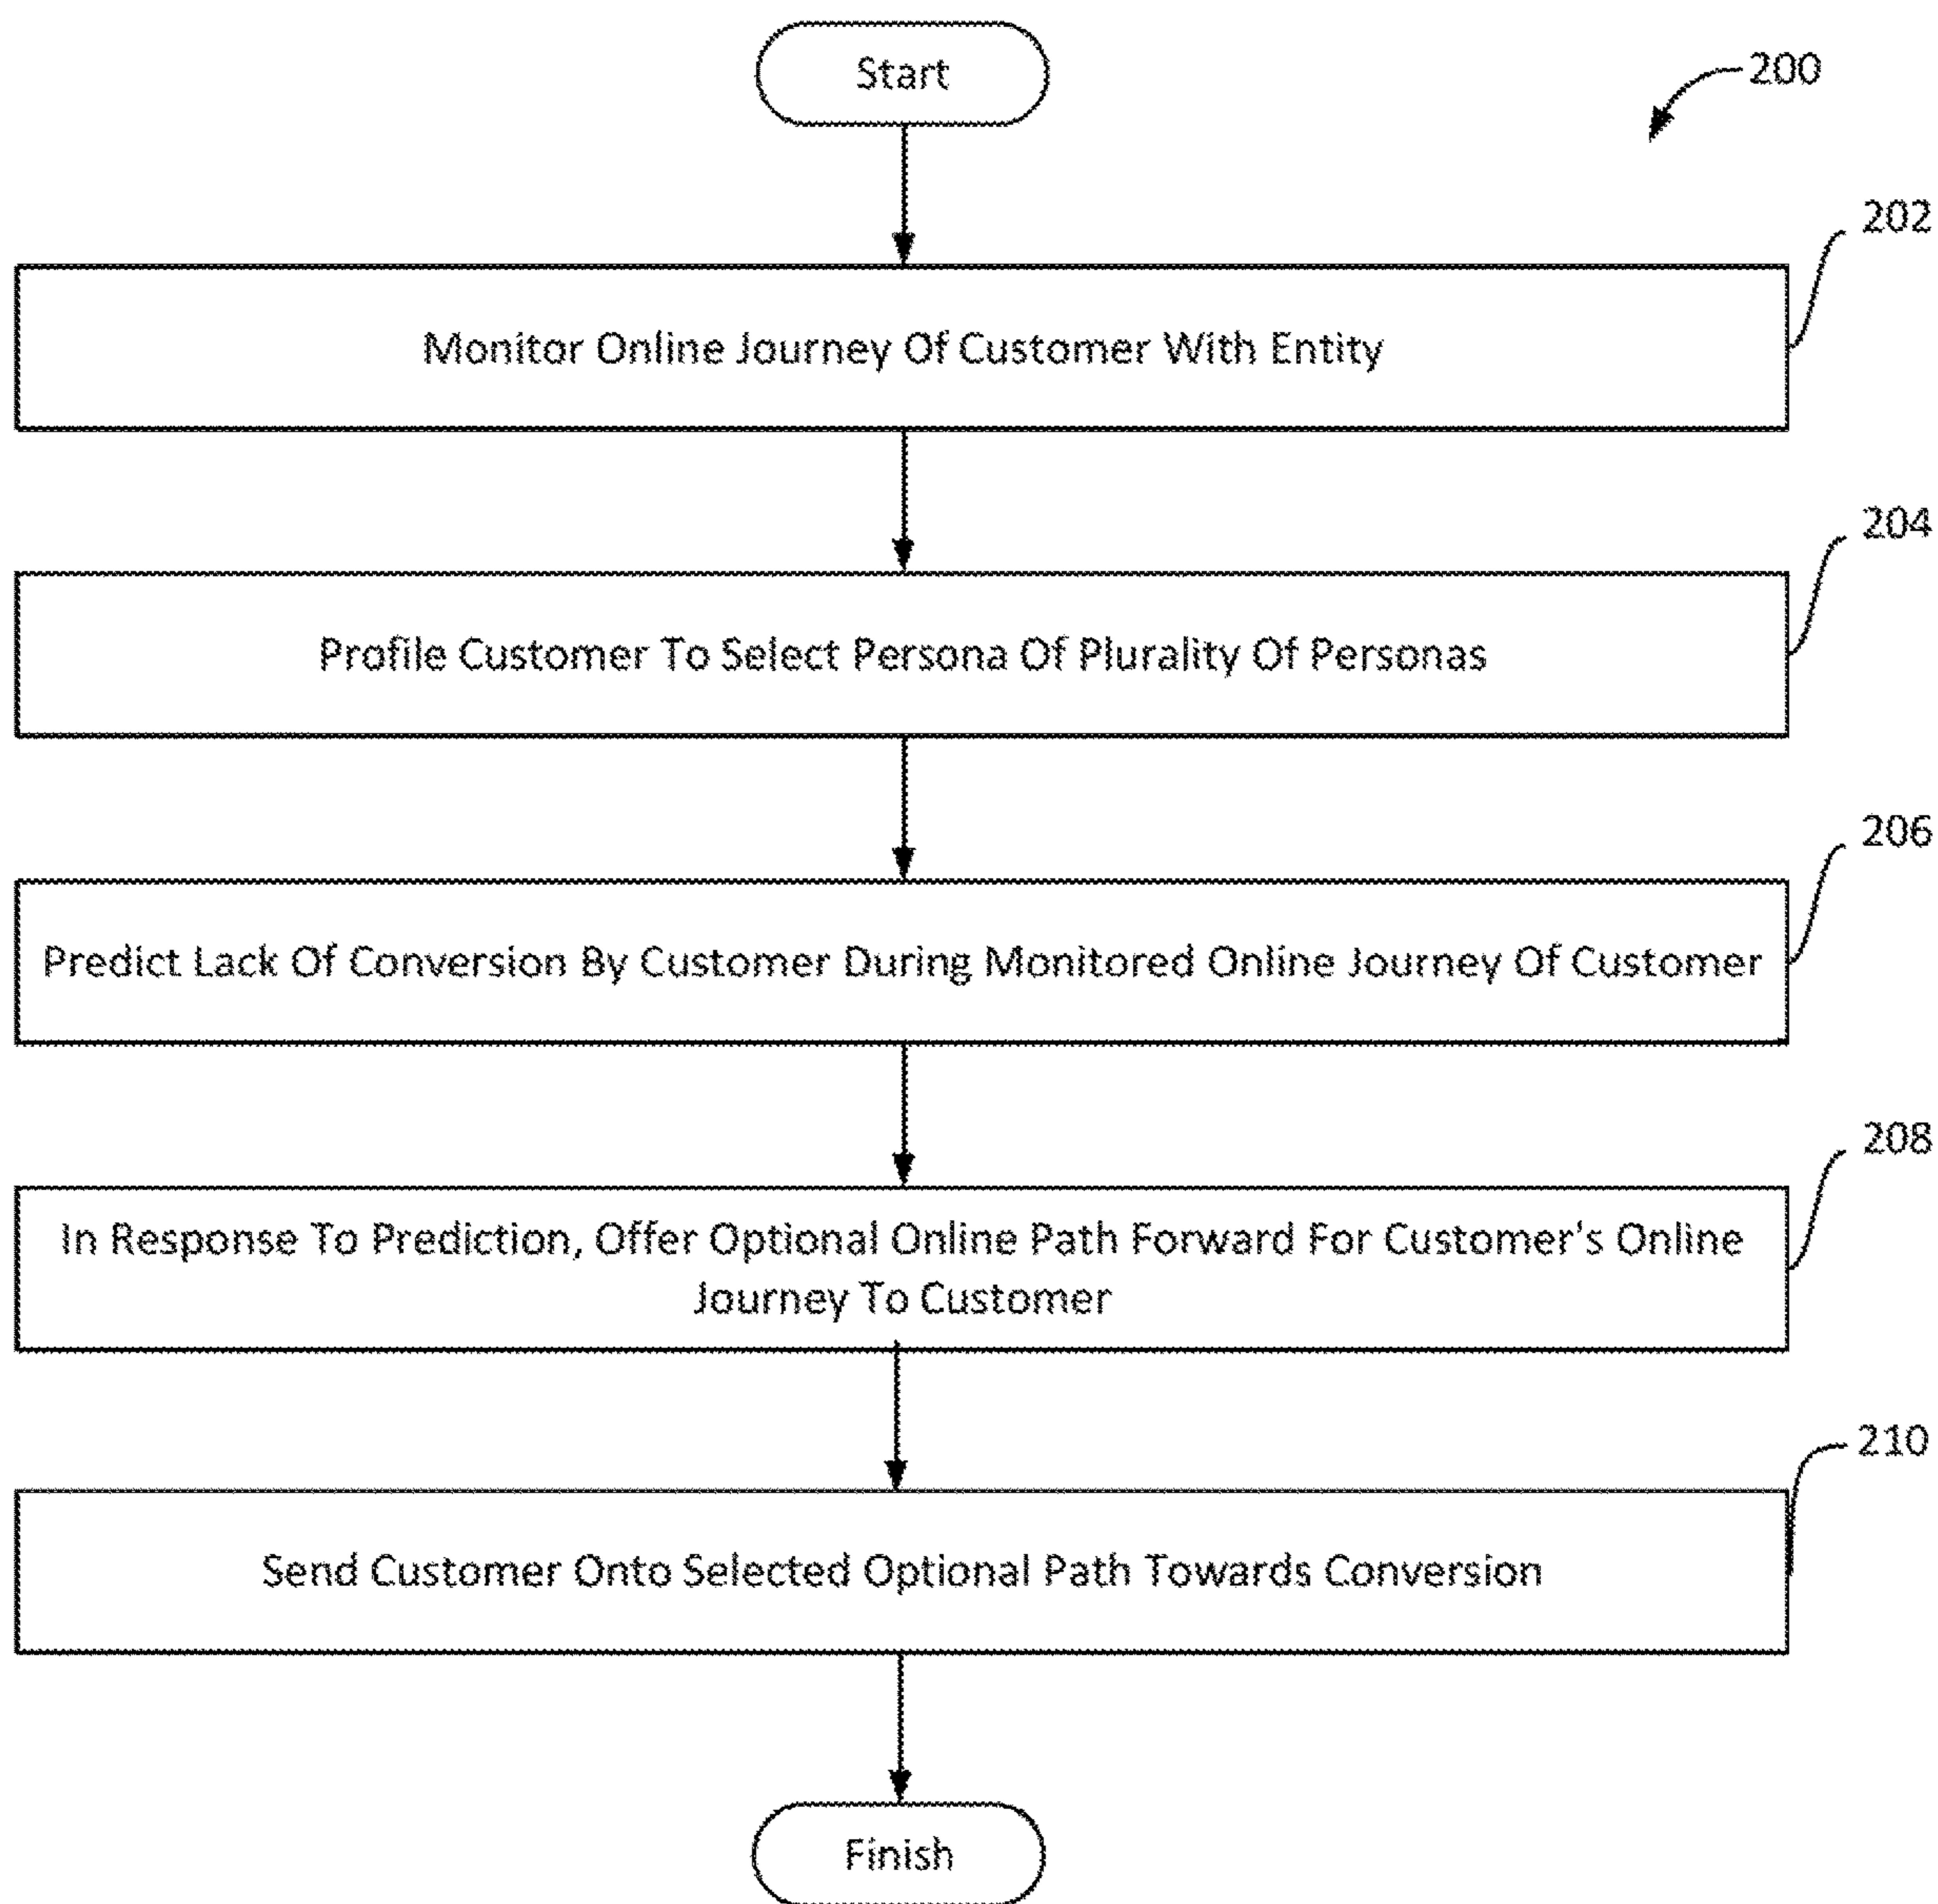 Start
200
202
Monitor Online Journey Of Customer With Entity
204
Profile Customer To Select Persona Of Plurality Of Personas
206
Predict Lack Of Conversion By Customer During Monitored Online Journey Of Customer
208
In Response To Prediction, Offer Optional Online Path Forward For Customer's Online
Journey To Customer
210
Send Customer Onto Selected Optional Path Towards Conversion
Finish